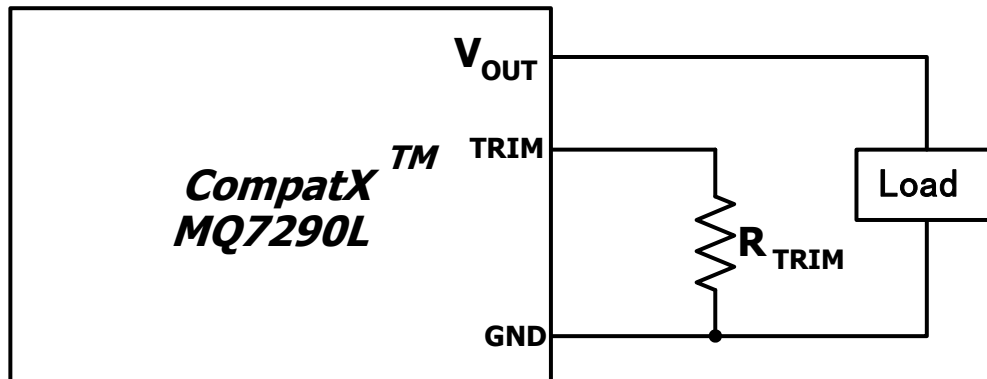 VOUT
TRIM
CompatX TM
MQ7290L
Load
RTRIM
GND